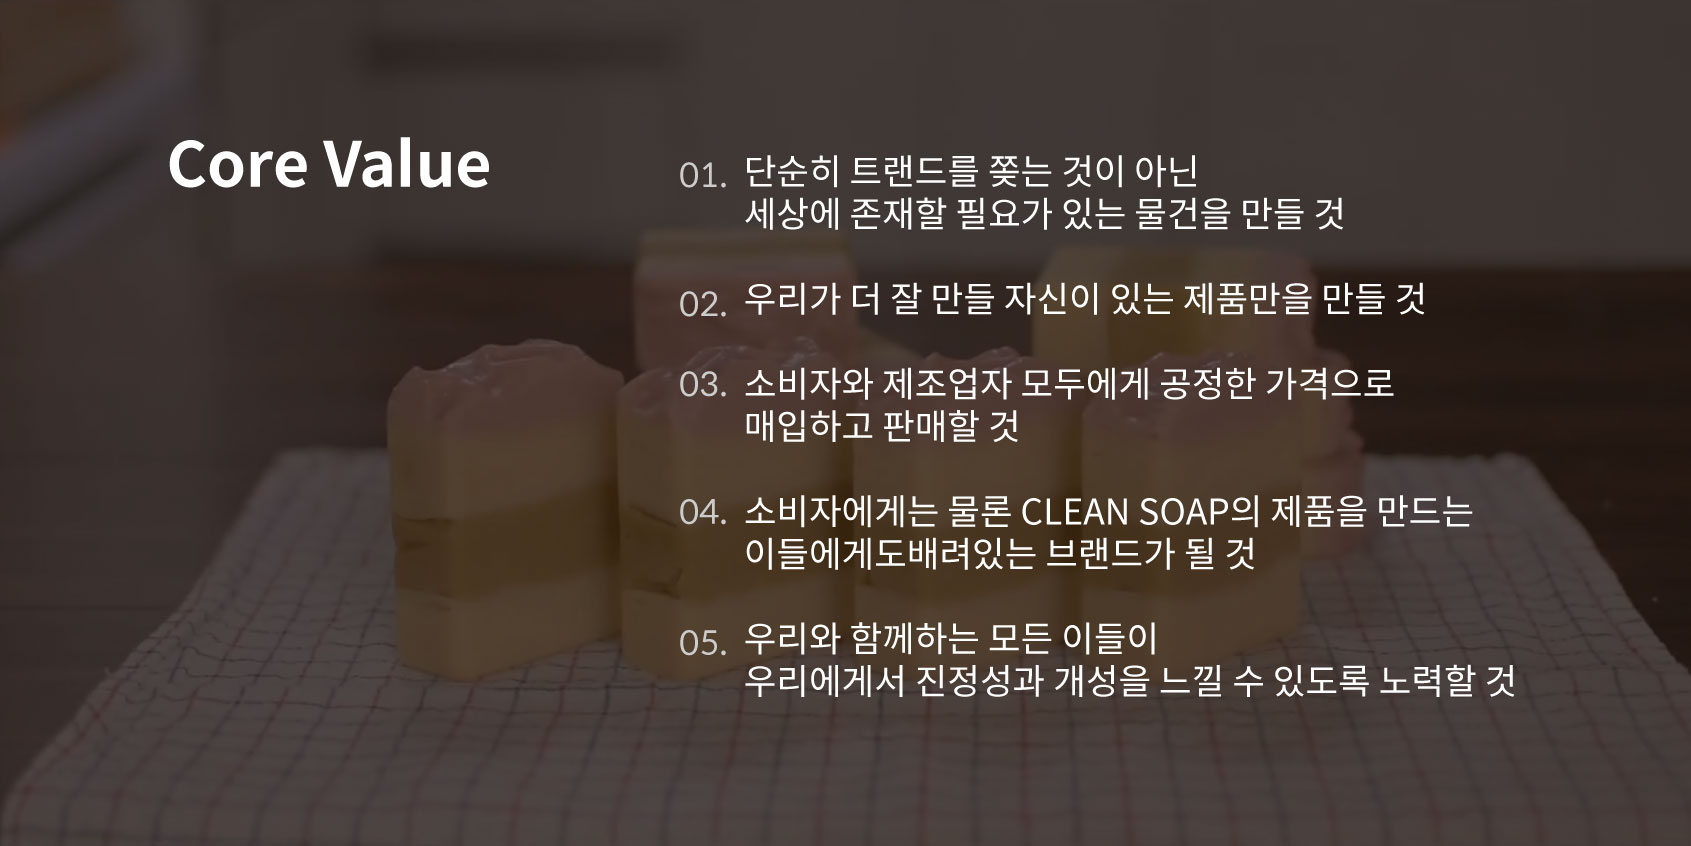 Core Value
01. 단순히 트랜드를 쫒는 것이 아닌
세상에 존재할 필요가 있는 물건을 만들 것
02. 우리가 더 잘 만들 자신이 있는 제품만을 만들 것
03. 소비자와 제조업자 모두에게 공정한 가격으로
매입하고 판매할 것
04. 소비자에게는 물론 CLEAN SOAP의 제품을 만드는
이들에게도배려있는 브랜드가 될 것
05. 우리와 함께하는 모든 이들이
우리에게서 진정성과 개성을 느낄 수 있도록 노력할 것